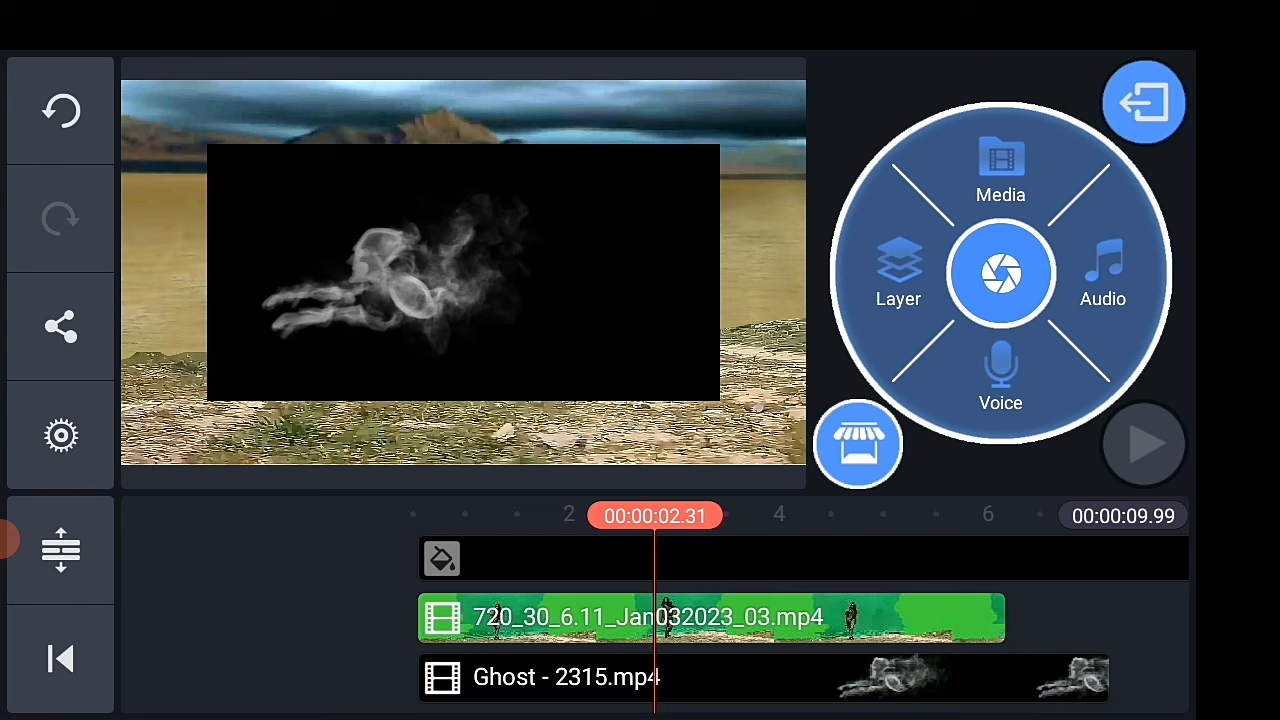 Media
Layer
Audio
Voice
2
00:00:02.31
4
6
00:00:09.99
720_30_6.11_Jan032023_03.mp4
Ghost - 2315.mp4